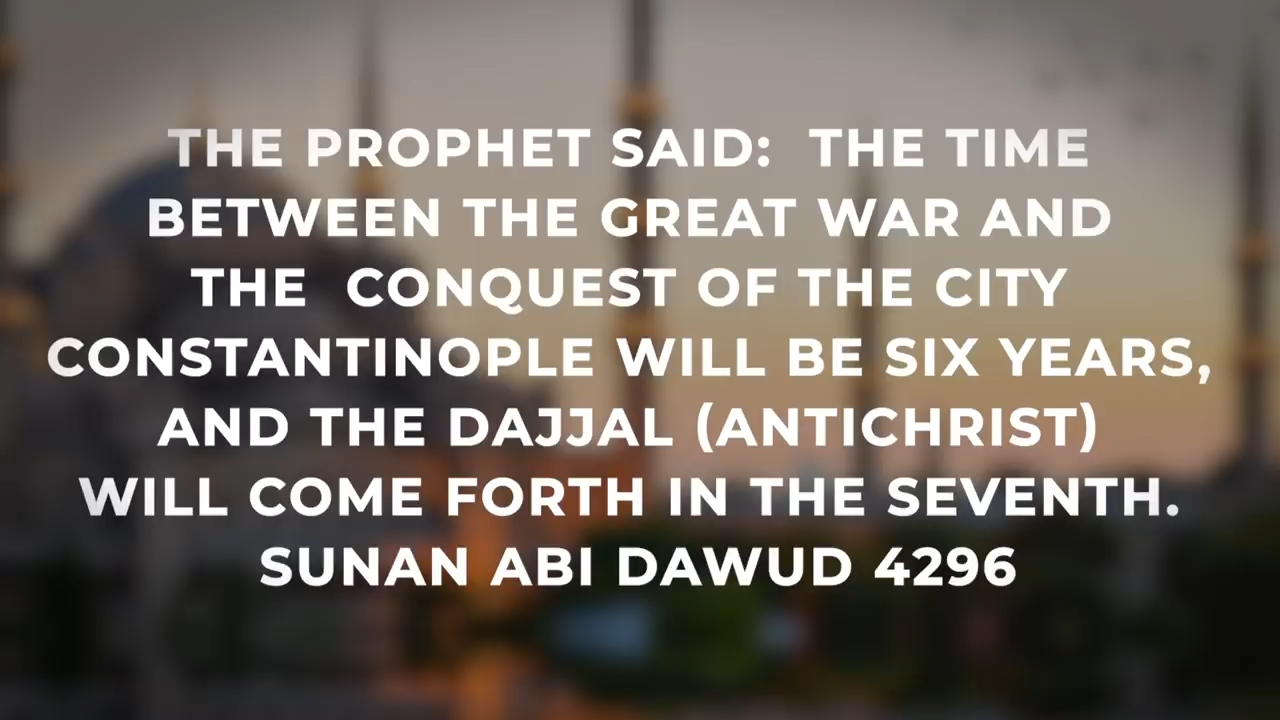 THE PROPHET SAID: THE TIME
BETWEEN THE GREAT WAR AND
THE CONQUEST OF THE CITY
CONSTANTINOPLE WILL BE SIX YEARS,
AND THE DAJJAL (ANTICHRIST)
WILL COME FORTH IN THE SEVENTH.
SUNAN ABI DAWUD 4296